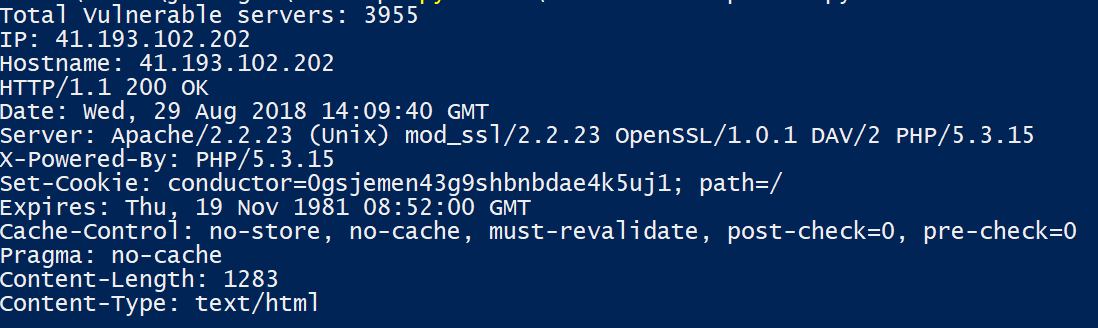 Total Vulnerable servers: 3955
IP: 41.193.102.202
Hostname: 41.193.102.202
HTTP/1.1 200 OK
Date: Wed, 29 Aug 2018 14:09:40 GMT
Server: Apache/2.2.23 (Unix) mod_ssl/2.2.23 OpenSSL/1.0.1 DAV/2 PHP/5.3.15
X-Powered-By: PHP/5.3.15
Set-Cookie: conductor=0gsjemen43g9shbnbdae4k5uj1; path=/
Expires: Thu, 19 Nov 1981 08:52:00 GMT
Cache-Control: no-store, no-cache, must-revalidate, post-check=0, pre-check=0
Pragma: no-cache
Content-Length: 1283
Content-Type: text/html